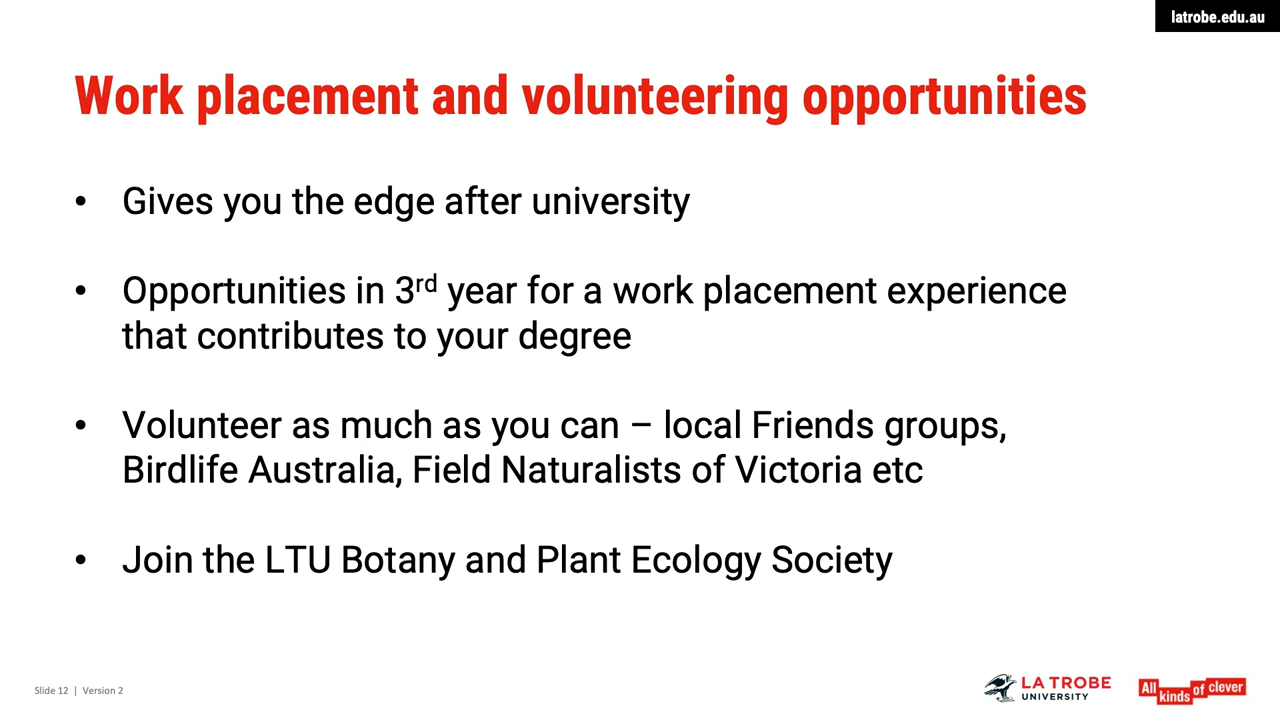 latrobe.edu.au
Work placement and volunteering opportunities
• Gives you the edge after university
• Opportunities in 3rd year for a work placement experience
that contributes to your degree
• Volunteer as much as you can – local Friends groups,
Birdlife Australia, Field Naturalists of Victoria etc
• Join the LTU Botany and Plant Ecology Society
Slide 12 | Version 2
LA TROBE
UNIVERSITY
All kinds of clever